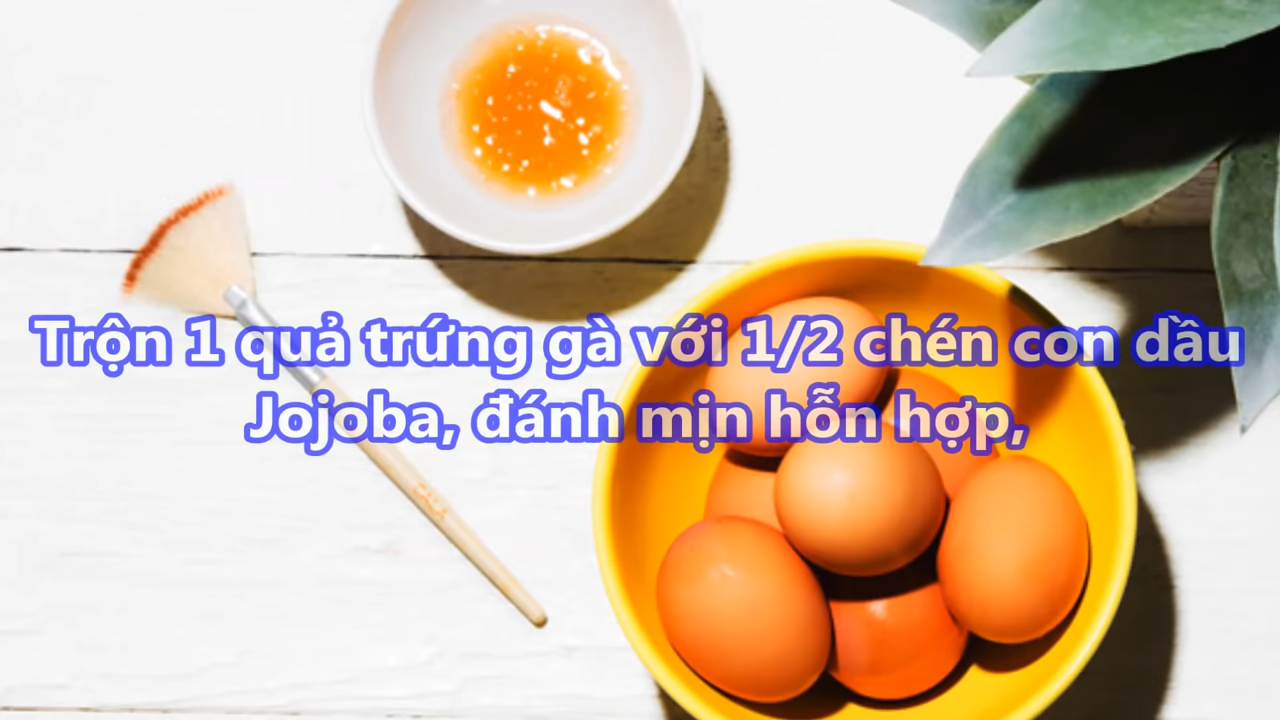 Trộn 1 quả trứng gà với 1/2 chén con dầu
Jojoba, đánh mịn hỗn hợp,